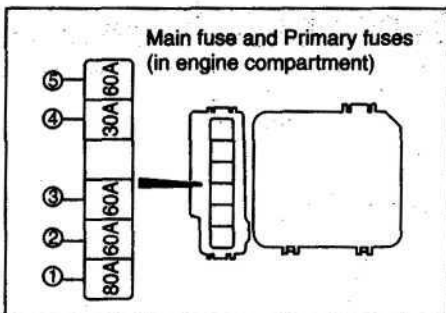 Main fuse and Primary fuses
(in engine compartment)
⑤ 60A
④ 30A
③ 60A
② 60A
① 80A